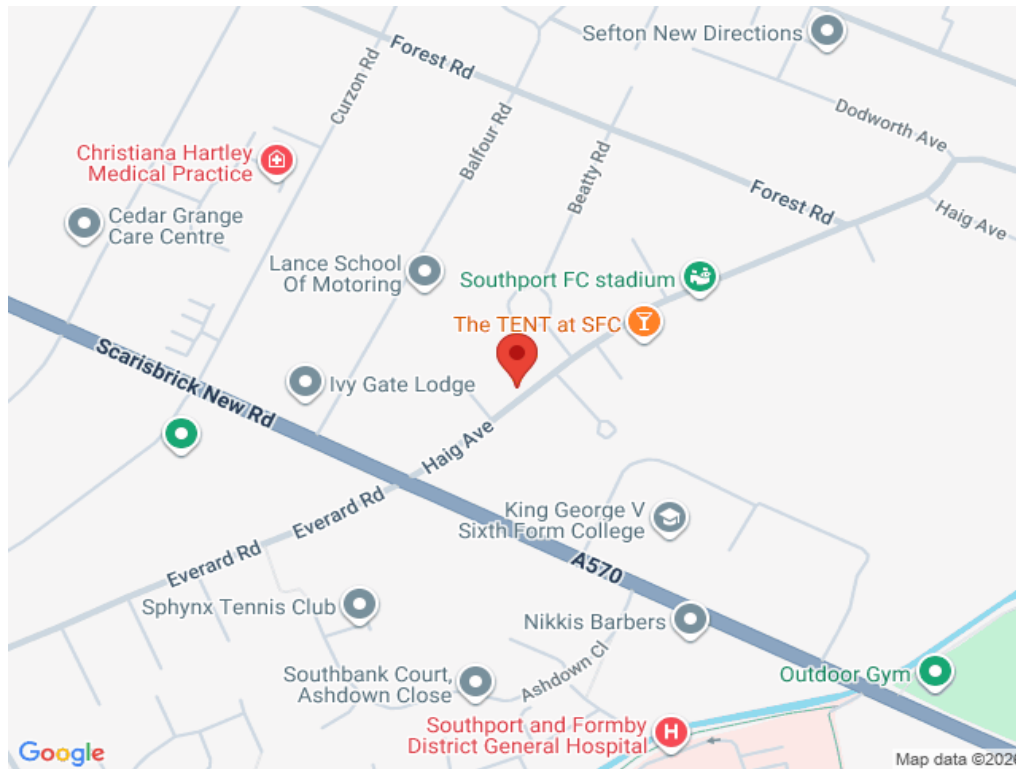 Sefton New Directions
Forest Rd
Curzon Rd
Balfour Rd
Dodworth Ave
Christiana Hartley
Medical Practice
Beatty Rd
Forest Rd
Haig Ave
Cedar Grange
Care Centre
Lance School
Of Motoring
Southport FC stadium
The TENT at SFC
Scarisbrick New Rd
Ivy Gate Lodge
Haig Ave
Everard Rd
King George V
Sixth Form College
Everard Rd
A570
Sphynx Tennis Club
Nikkis Barbers
Southbank Court,
Ashdown Close
Ashdown Cl
Outdoor Gym
Southport and Formby
District General Hospital
H
Google
Map data ©2026